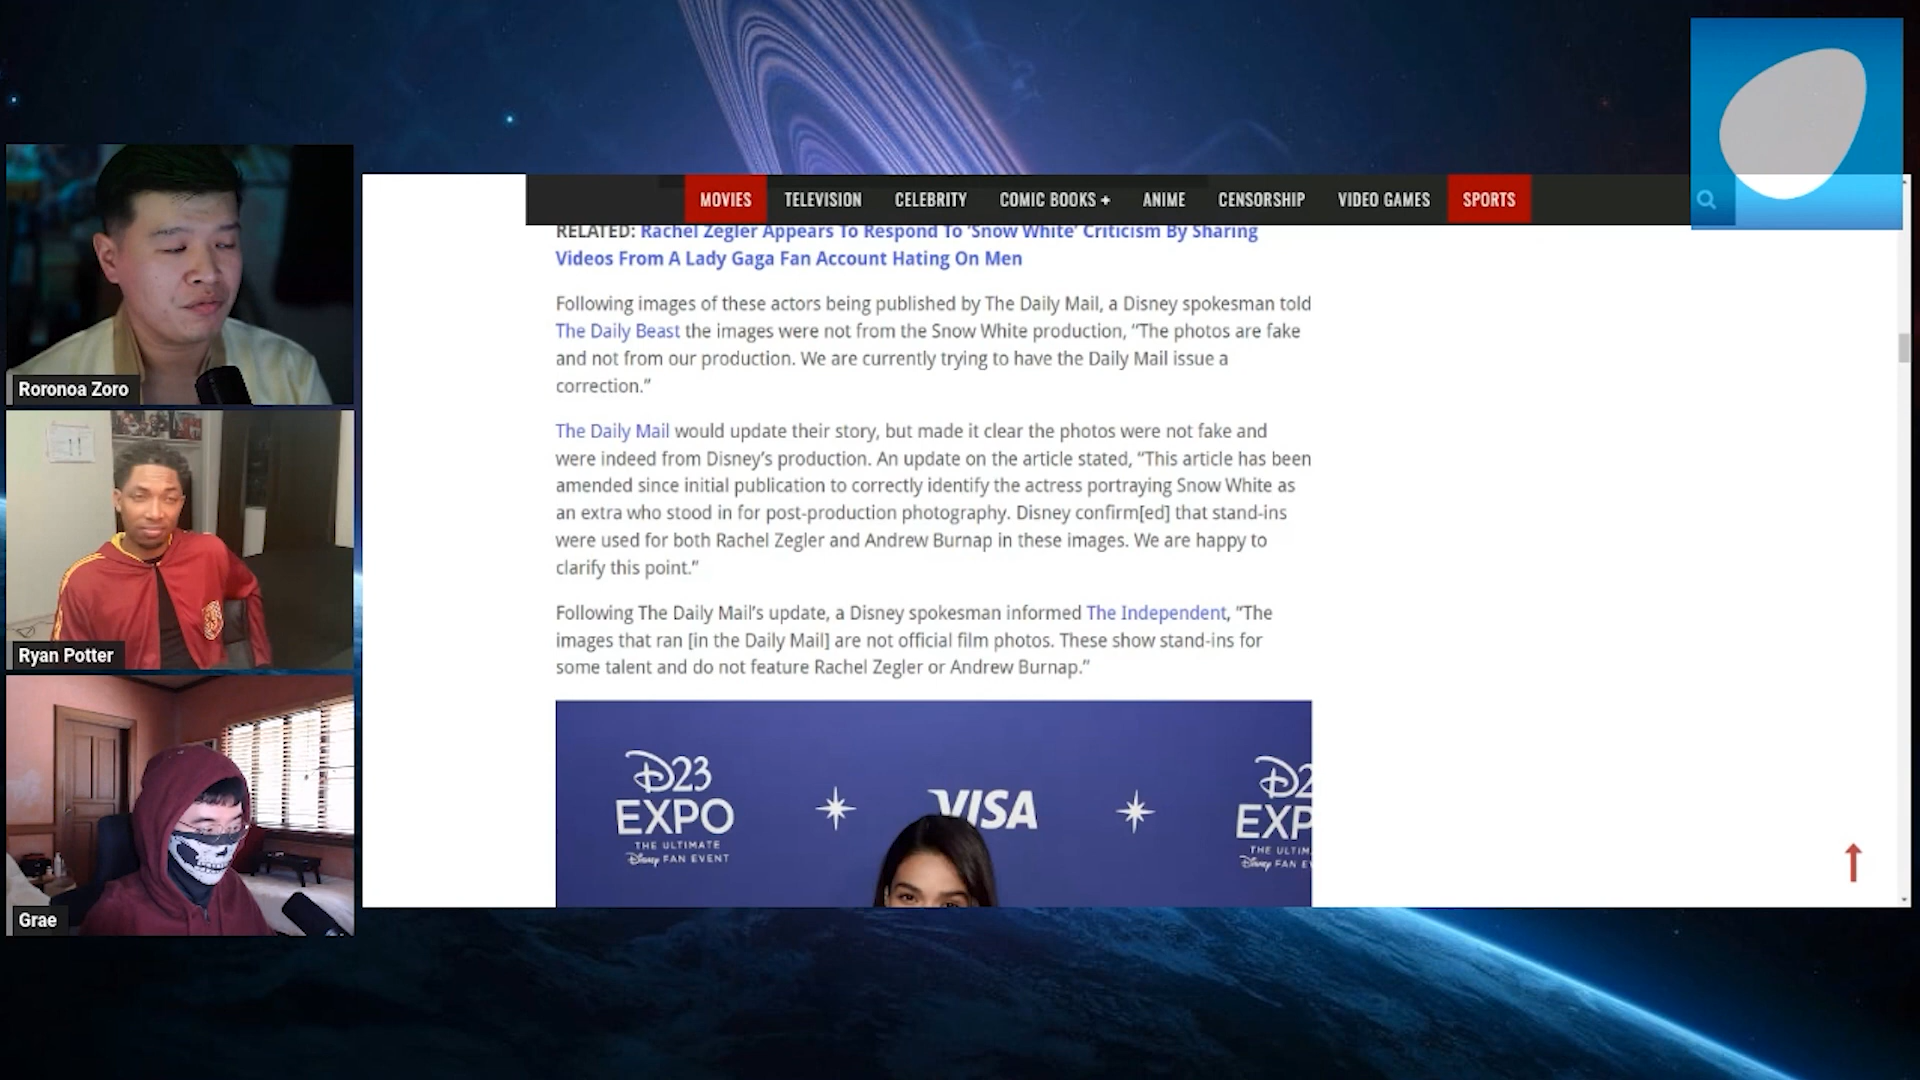 MOVIES TELEVISION CELEBRITY COMIC BOOKS + ANIME CENSORSHIP VIDEO GAMES SPORTS
RELATED: Rachel Zegler Appears To Respond To 'Snow White' Criticism By Sharing
Videos From A Lady Gaga Fan Account Hating On Men
Following images of these actors being published by The Daily Mail, a Disney spokesman told
The Daily Beast the images were not from the Snow White production, “The photos are fake
and not from our production. We are currently trying to have the Daily Mail issue a
correction.”
The Daily Mail would update their story, but made it clear the photos were not fake and
were indeed from Disney’s production. An update on the article stated, “This article has been
amended since initial publication to correctly identify the actress portraying Snow White as
an extra who stood in for post-production photography. Disney confirm[ed] that stand-ins
were used for both Rachel Zegler and Andrew Burnap in these images. We are happy to
clarify this point.”
Following The Daily Mail’s update, a Disney spokesman informed The Independent, “The
images that ran [in the Daily Mail] are not official film photos. These show stand-ins for
some talent and do not feature Rachel Zegler or Andrew Burnap.”
D23
EXPO
THE ULTIMATE
Disney FAN EVENT
VISA
D2
EXP
THE ULTIM
Disney FAN E
Roronoa Zoro
11
Ryan Potter
Grae